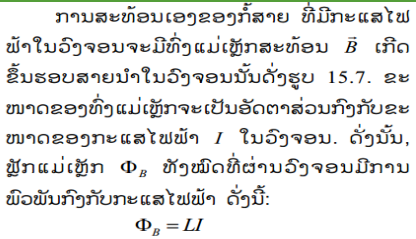 ການສະທ້ອນເອງຂອງກໍ້ສາຍ ທີ່ມີກະແສໄຟ
ຟ້າໃນວົງຈອນຈະມີທົ່ງແມ່ເຫຼັກສະທ້ອນ $\vec{B}$ ເກີດ
ຂຶ້ນຮອບສາຍນຳໃນວົງຈອນນັ້ນດັ່ງຮູບ 15.7. ຂະ
ໜາດຂອງທົ່ງແມ່ເຫຼັກຈະເປັນອັດຕາສ່ວນກົງກັບຂະ
ໜາດຂອງກະແສໄຟຟ້າ I ໃນວົງຈອນ. ດັ່ງນັ້ນ,
ຟຼັກແມ່ເຫຼັກ $\Phi_B$ ທັງໝົດທີ່ຜ່ານວົງຈອນມີການ
ພົວພັນກົງກັບກະແສໄຟຟ້າ ດັ່ງນີ້:
$\Phi_B = LI$